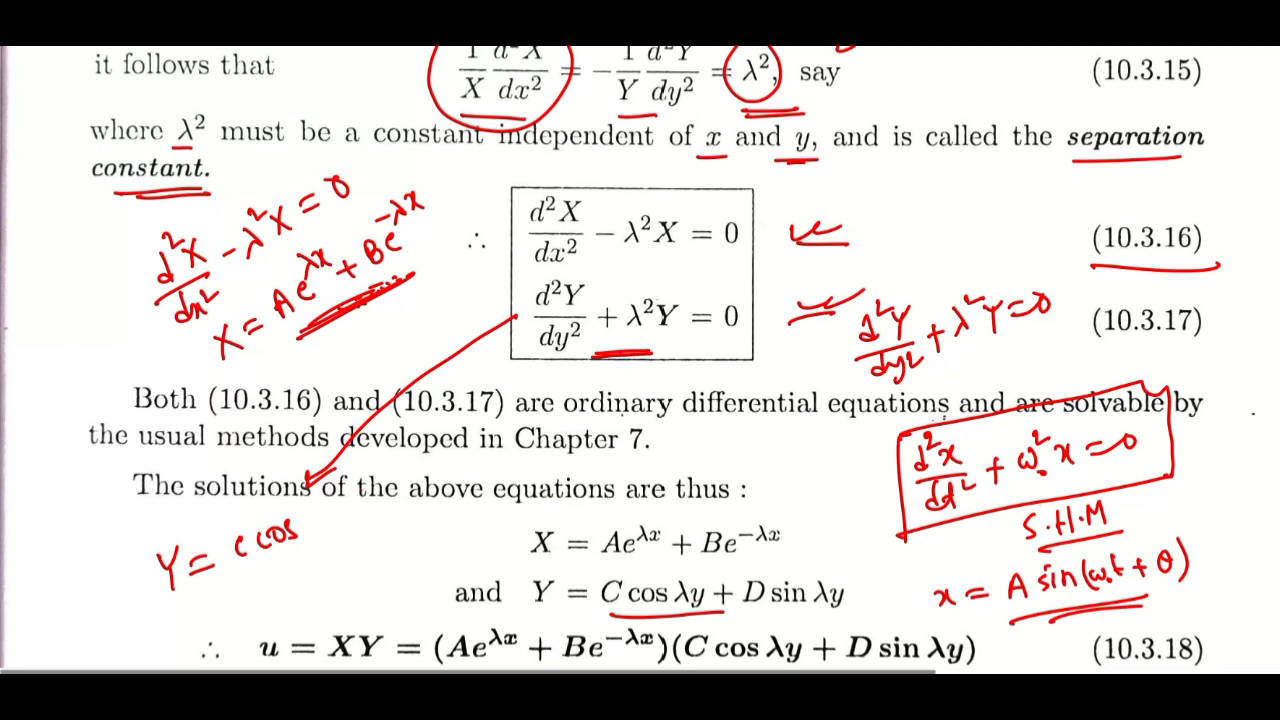 it follows that 1/X d²X/dx² = −1/Y d²Y/dy² = λ², say (10.3.15)
where λ² must be a constant independent of x and y, and is called the separation
constant.
d²X/dx² − λ²X = 0
X = Ae^λx + Be^−λx
∴ d²X/dx² − λ²X = 0 (10.3.16)
d²Y/dy² + λ²Y = 0 (10.3.17)
d²Y/dy² + λ²Y = 0
Both (10.3.16) and (10.3.17) are ordinary differential equations and are solvable by
the usual methods developed in Chapter 7.
d²x/dt² + ω²x = 0
S.H.M
x = A sin(ωt + θ)
The solutions of the above equations are thus :
Y = c cos
X = Ae^λx + Be^−λx
and Y = C cos λy + D sin λy
∴ u = XY = (Ae^λx + Be^−λx)(C cos λy + D sin λy) (10.3.18)